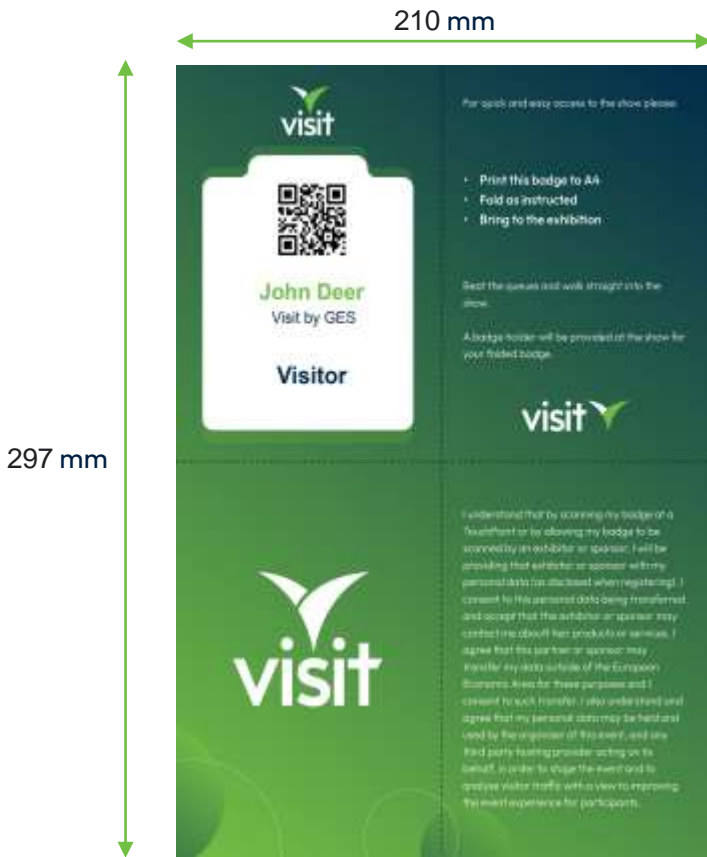 210 mm
297 mm
visit
John Deer
Visit by GES
Visitor
For quick and easy access to the show please
• Print this badge to A4
• Fold as instructed
• Bring to the exhibition
Beat the queues and walk straight into the
show.
A badge holder will be provided at the show for
your folded badge.
visit
visit
I understand that by scanning my badge at a
TouchPoint or by allowing my badge to be
scanned by an exhibitor or sponsor, I will be
providing that exhibitor or sponsor with my
personal data (as disclosed when registering). I
consent to this personal data being transferred
and accept that the exhibitor or sponsor may
contact me about their products or services. I
agree that this partner or sponsor may
transfer my data outside of the European
Economic Area for these purposes and I
consent to such transfer. I also understand and
agree that my personal data may be held and
used by the organiser of this event, and any
third party hosting provider acting on its
behalf, in order to stage the event and to
analyse visitor traffic with a view to improving
the event experience for participants.